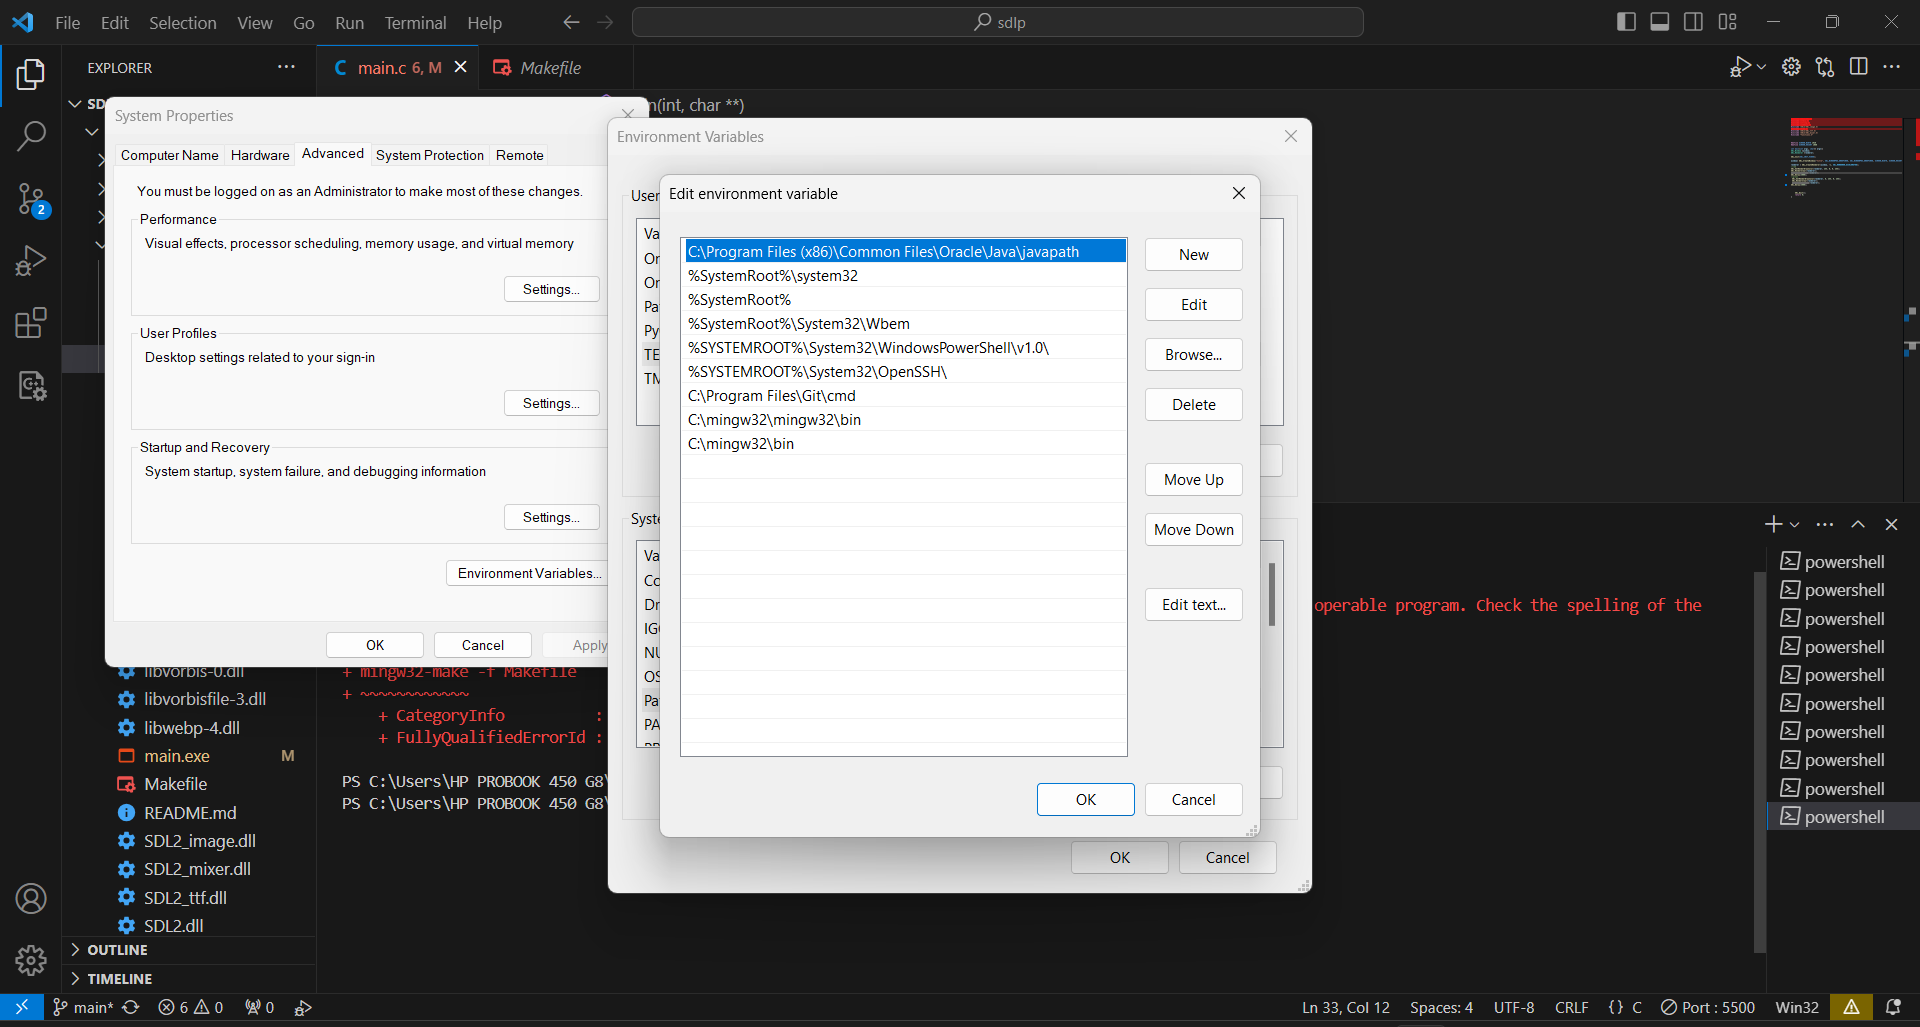 File Edit Selection View Go Run Terminal Help
sdlp
EXPLORER
main.c 6, M
Makefile
SD
n(int, char **)
System Properties
Computer Name Hardware Advanced System Protection Remote
You must be logged on as an Administrator to make most of these changes.
Performance
Visual effects, processor scheduling, memory usage, and virtual memory
Settings...
User Profiles
Desktop settings related to your sign-in
Settings...
Startup and Recovery
System startup, system failure, and debugging information
Settings...
Environment Variables...
OK Cancel Apply
Environment Variables
User
Va
Or
Or
Pa
Py
TE
TM
Syste
Va
Co
Dr
IG
NU
OS
Pa
PA
OK Cancel
Edit environment variable
C:\Program Files (x86)\Common Files\Oracle\Java\javapath
%SystemRoot%\system32
%SystemRoot%
%SystemRoot%\System32\Wbem
%SYSTEMROOT%\System32\WindowsPowerShell\v1.0\
%SYSTEMROOT%\System32\OpenSSH\
C:\Program Files\Git\cmd
C:\mingw32\mingw32\bin
C:\mingw32\bin
New
Edit
Browse...
Delete
Move Up
Move Down
Edit text...
OK Cancel
operable program. Check the spelling of the
+ mingw32-make -f Makefile
+ ~~~~~~~~~~~~
+ CategoryInfo :
+ FullyQualifiedErrorId :
PS C:\Users\HP PROBOOK 450 G8\
PS C:\Users\HP PROBOOK 450 G8\
powershell
powershell
powershell
powershell
powershell
powershell
powershell
powershell
powershell
powershell
libvorbis-0.dll
libvorbisfile-3.dll
libwebp-4.dll
main.exe M
Makefile
README.md
SDL2_image.dll
SDL2_mixer.dll
SDL2_ttf.dll
SDL2.dll
OUTLINE
TIMELINE
2
main* 6 0 0
Ln 33, Col 12 Spaces: 4 UTF-8 CRLF {} C Port : 5500 Win32